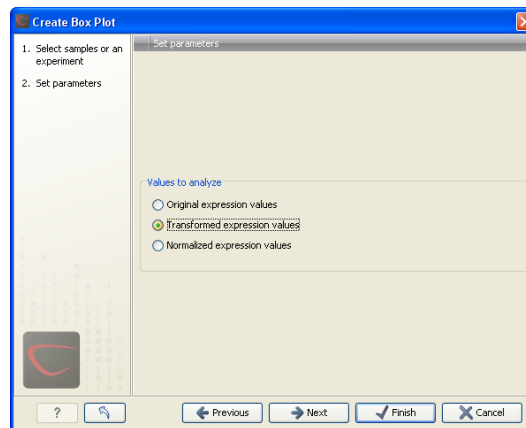 Create Box Plot
1. Select samples or an
experiment
2. Set parameters
Set parameters
Values to analyze
Original expression values
Transformed expression values
Normalized expression values
?
Previous
Next
Finish
Cancel